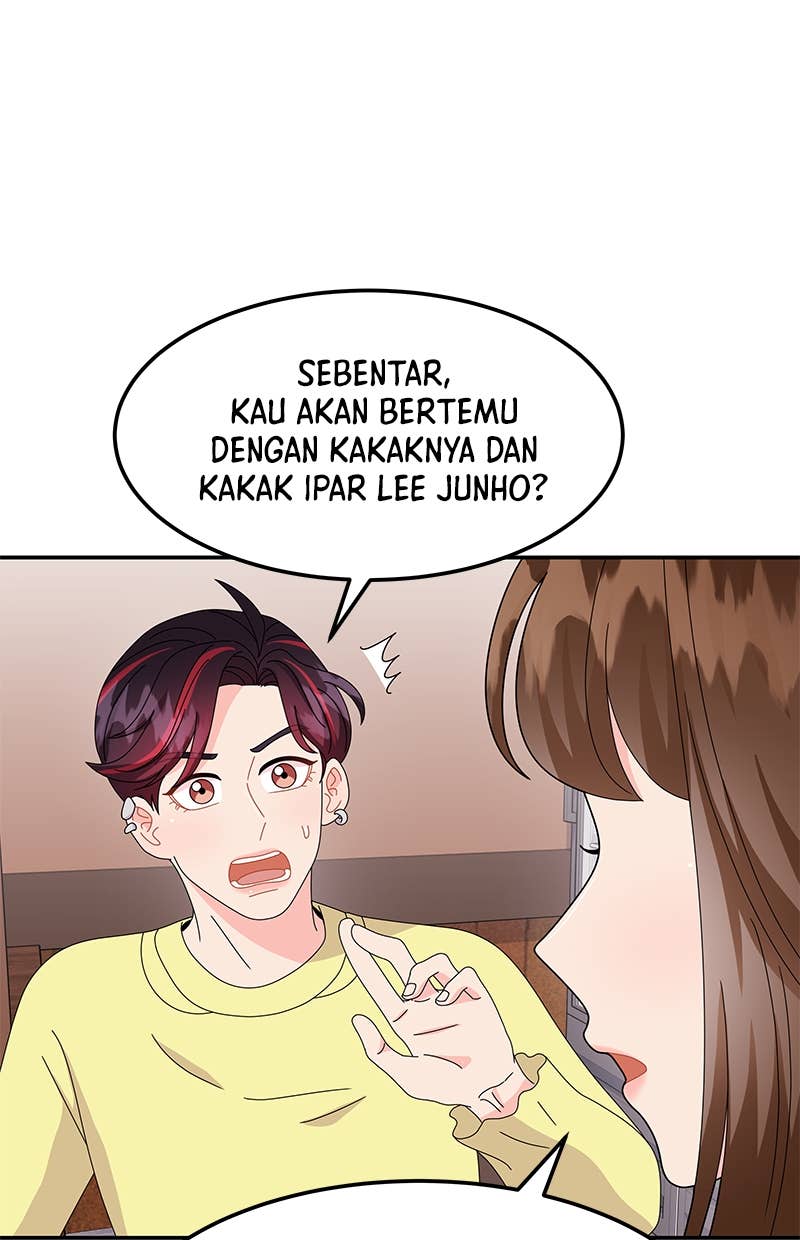 SEBENTAR,
KAU AKAN BERTEMU
DENGAN KAKAKNYA DAN
KAKAK IPAR LEE JUNHO?